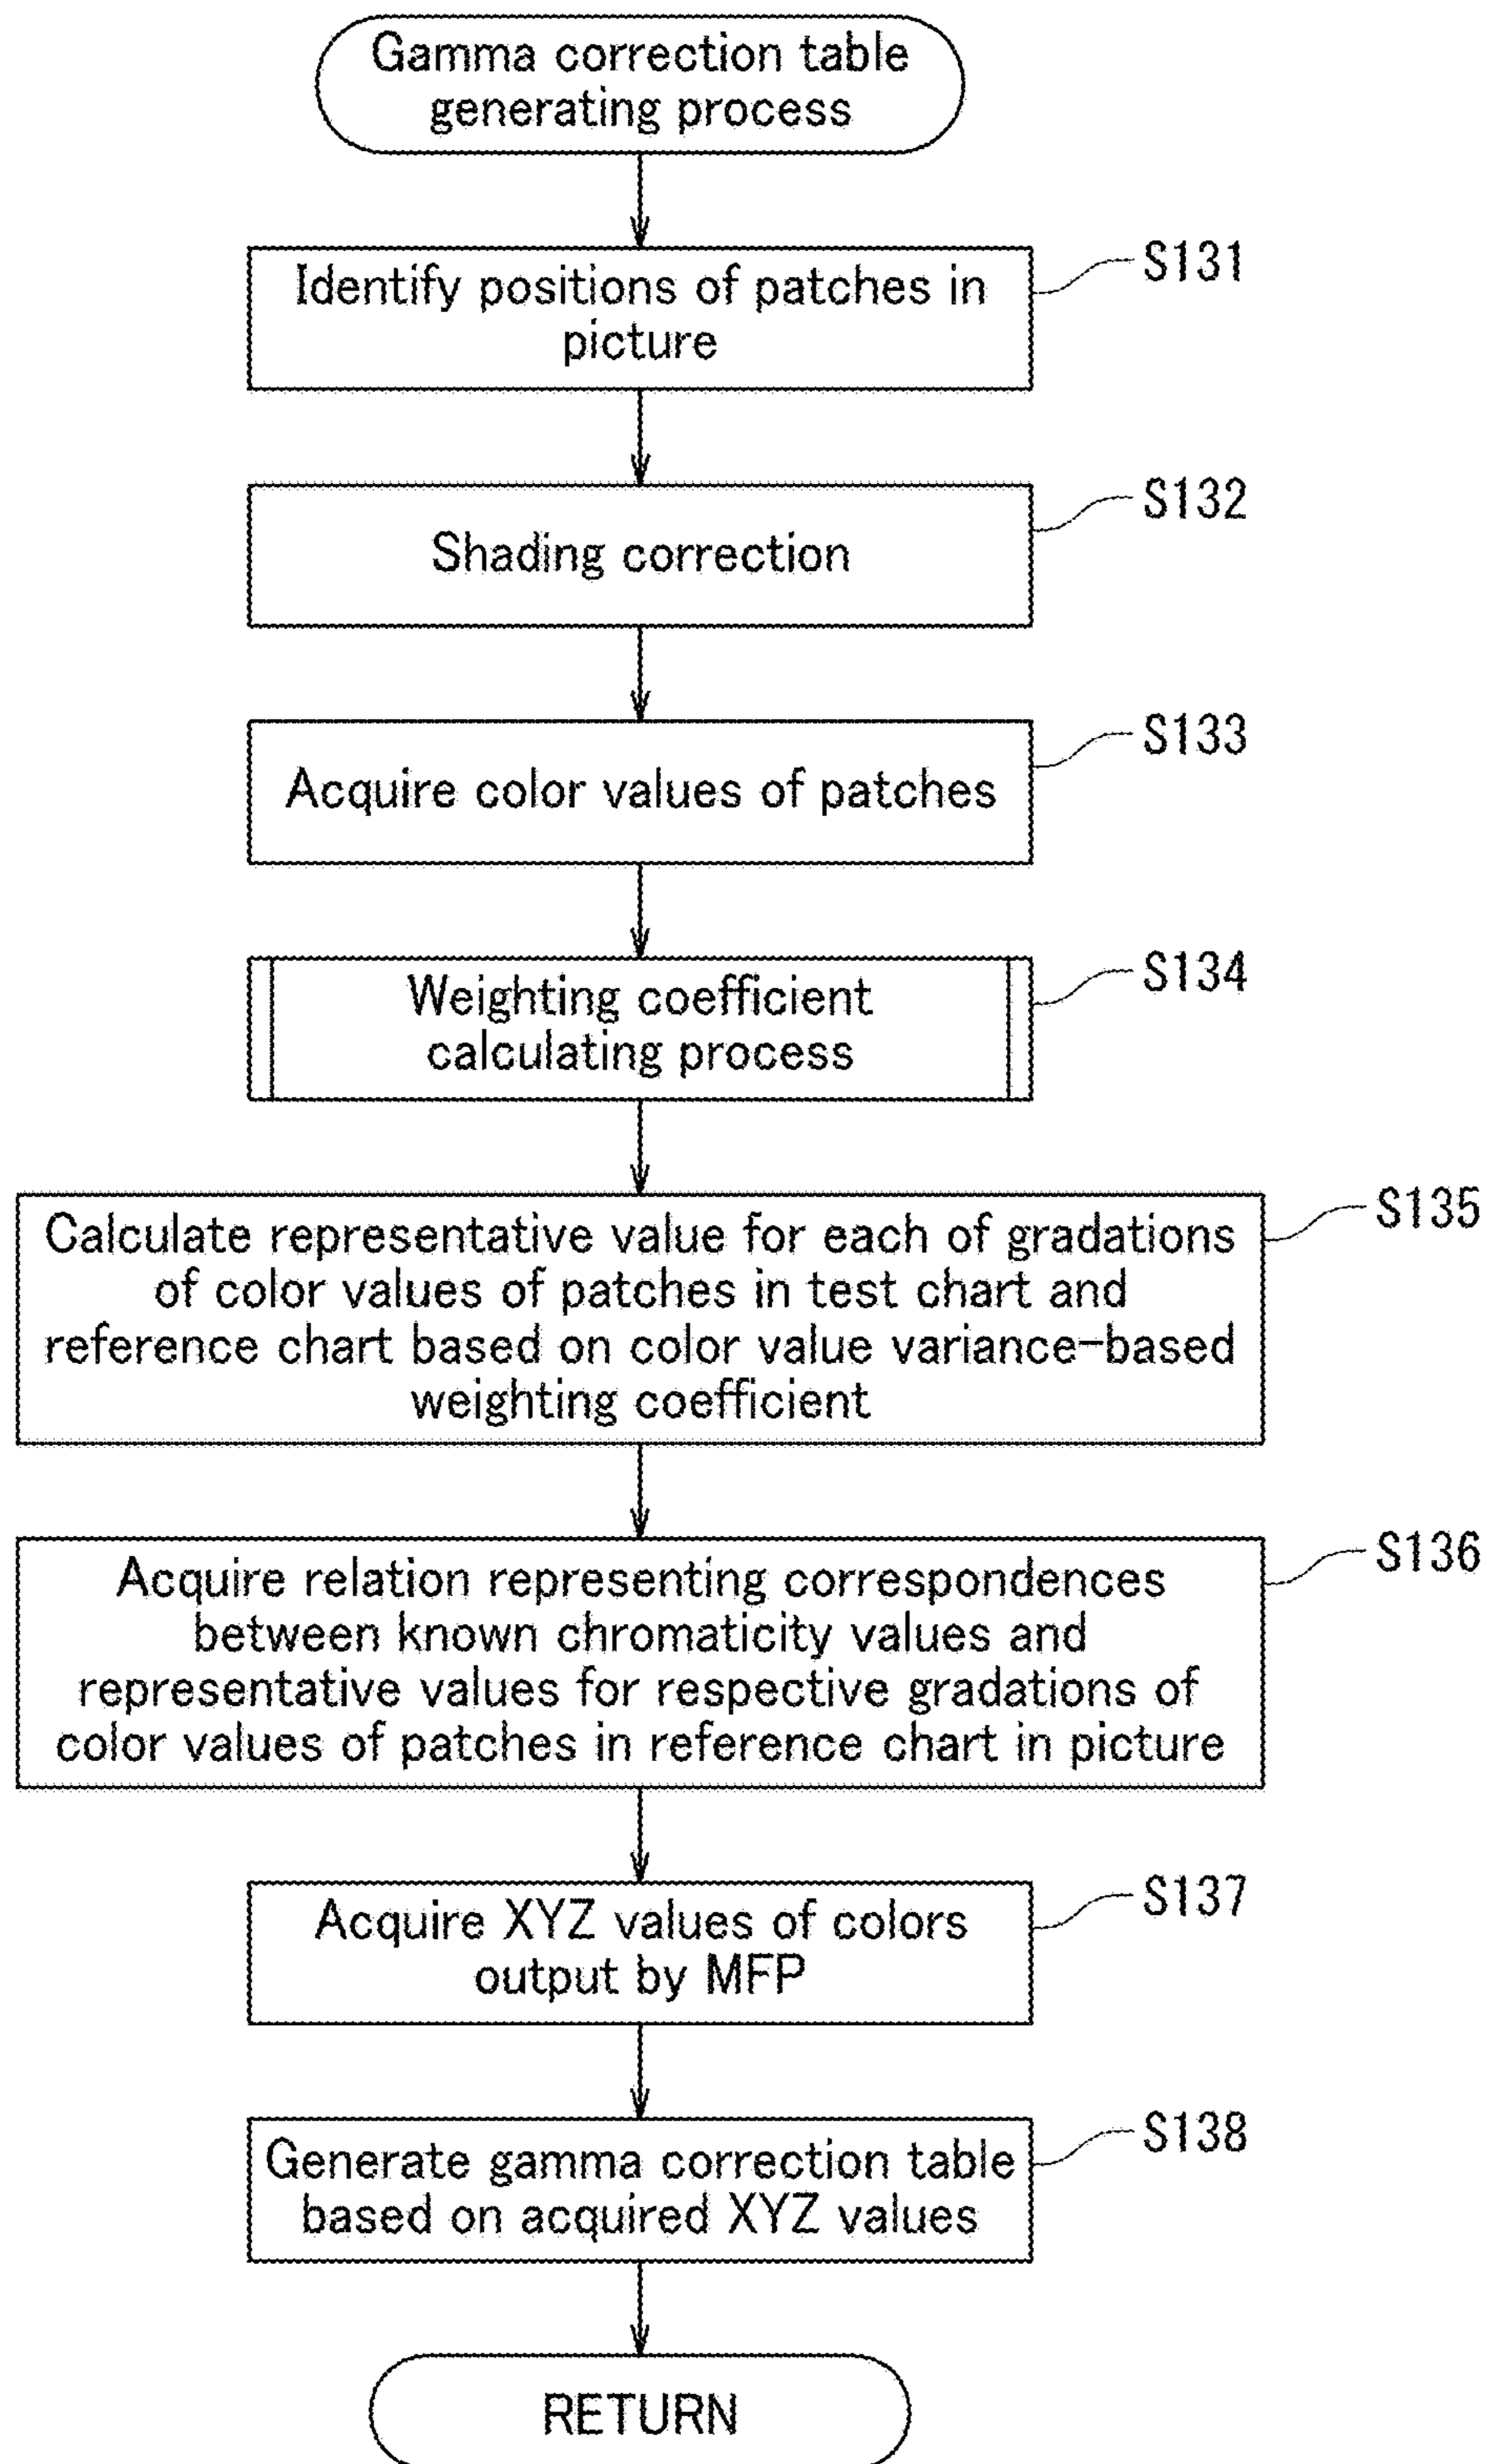 Gamma correction table
generating process
S131
Identify positions of patches in
picture
S132
Shading correction
S133
Acquire color values of patches
S134
Weighting coefficient
calculating process
S135
Calculate representative value for each of gradations
of color values of patches in test chart and
reference chart based on color value variance-based
weighting coefficient
S136
Acquire relation representing correspondences
between known chromaticity values and
representative values for respective gradations of
color values of patches in reference chart in picture
S137
Acquire XYZ values of colors
output by MFP
S138
Generate gamma correction table
based on acquired XYZ values
RETURN